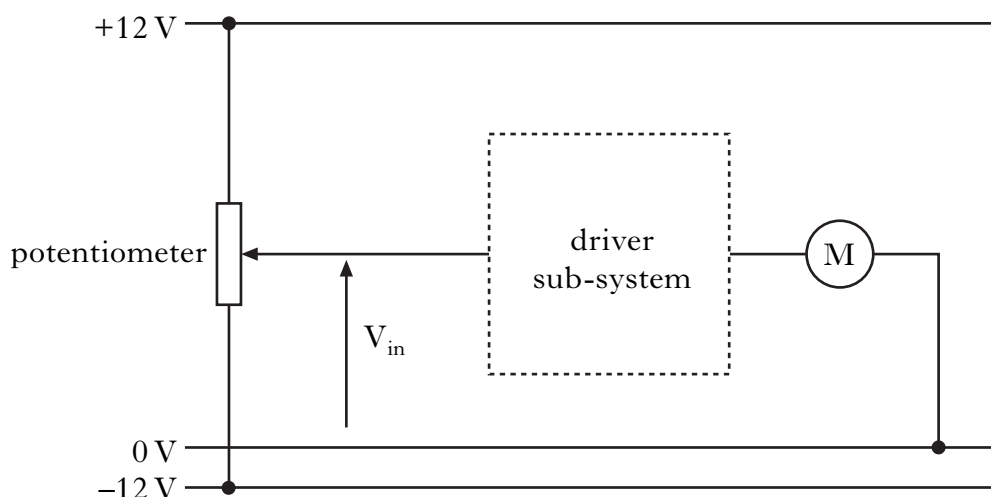 +12 V
potentiometer
driver
sub-system
M
V_in
0 V
–12 V